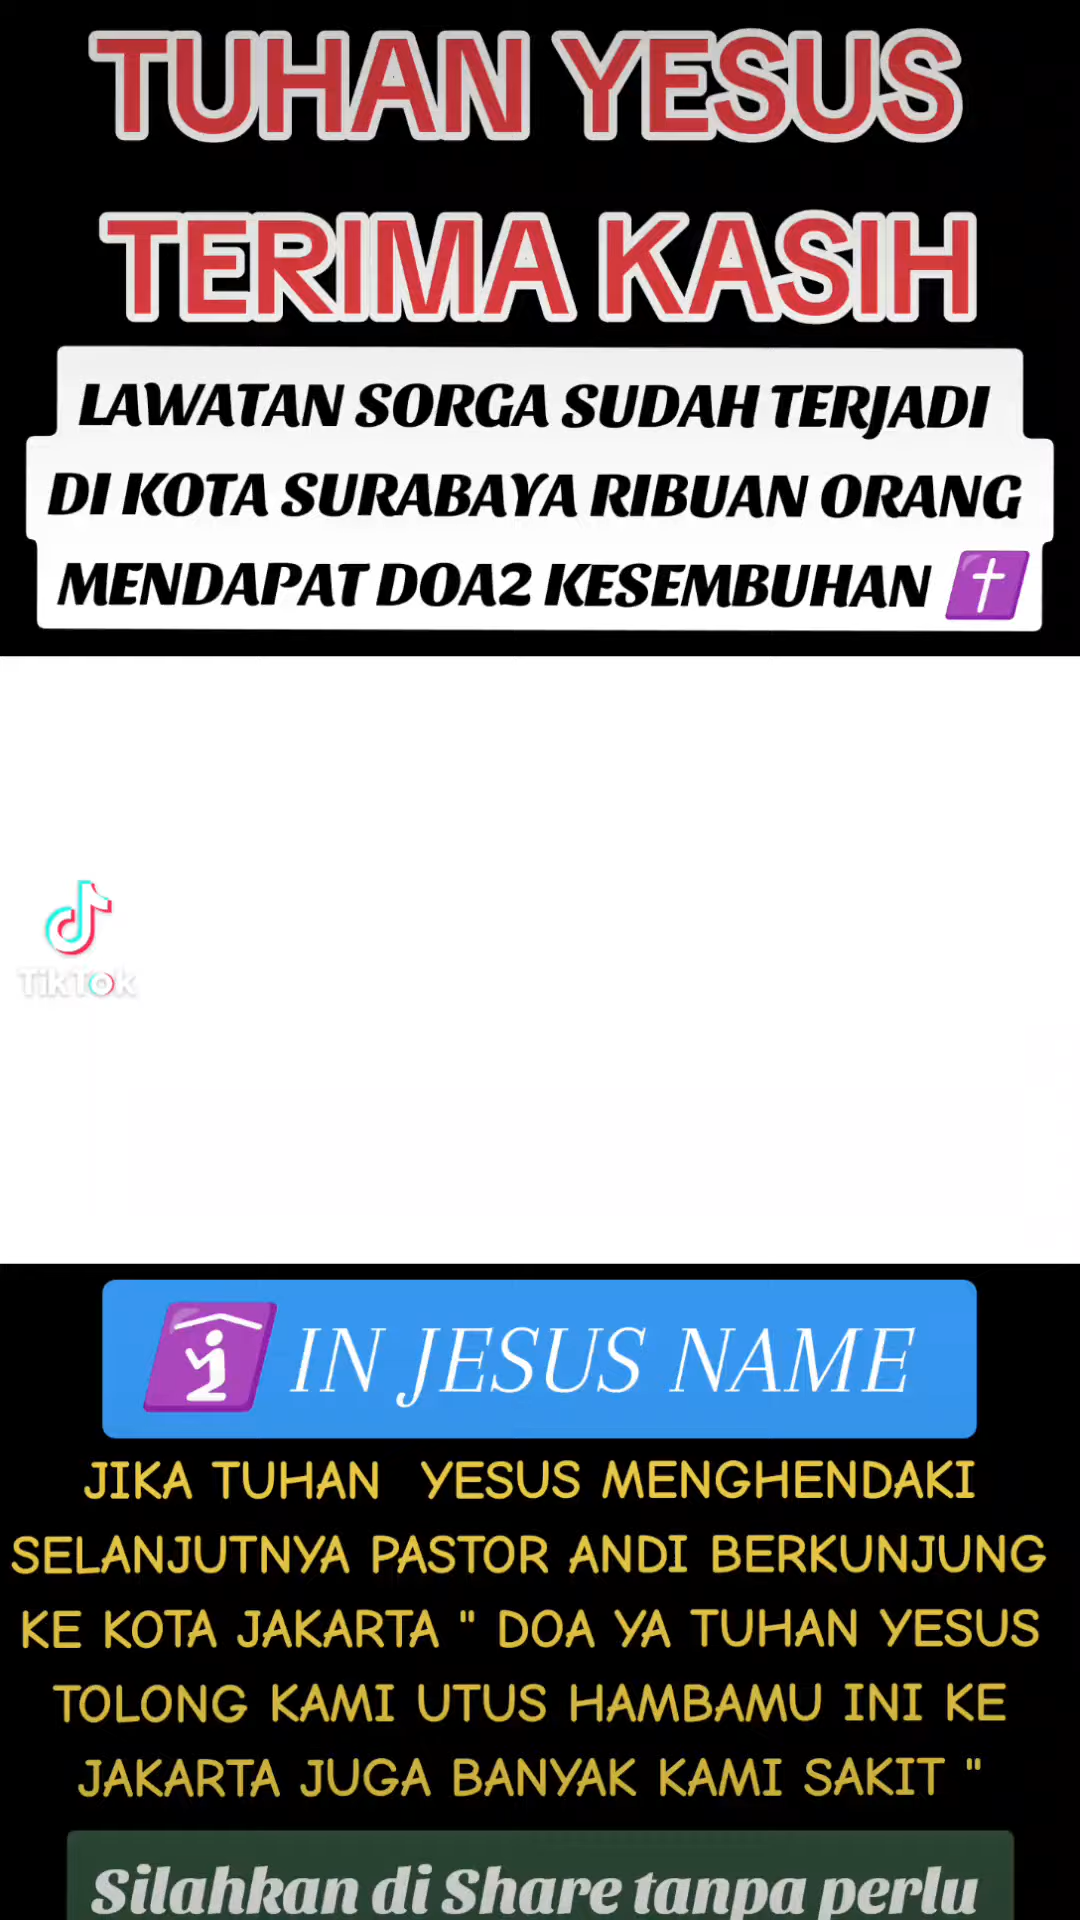 TUHAN YESUS
TERIMA KASIH
LAWATAN SORGA SUDAH TERJADI
DI KOTA SURABAYA RIBUAN ORANG
MENDAPAT DOA2 KESEMBUHAN ✝️
TikTok
🛐 IN JESUS NAME
JIKA TUHAN YESUS MENGHENDAKI
SELANJUTNYA PASTOR ANDI BERKUNJUNG
KE KOTA JAKARTA " DOA YA TUHAN YESUS
TOLONG KAMI UTUS HAMBAMU INI KE
JAKARTA JUGA BANYAK KAMI SAKIT "
Silahkan di Share tanpa perlu